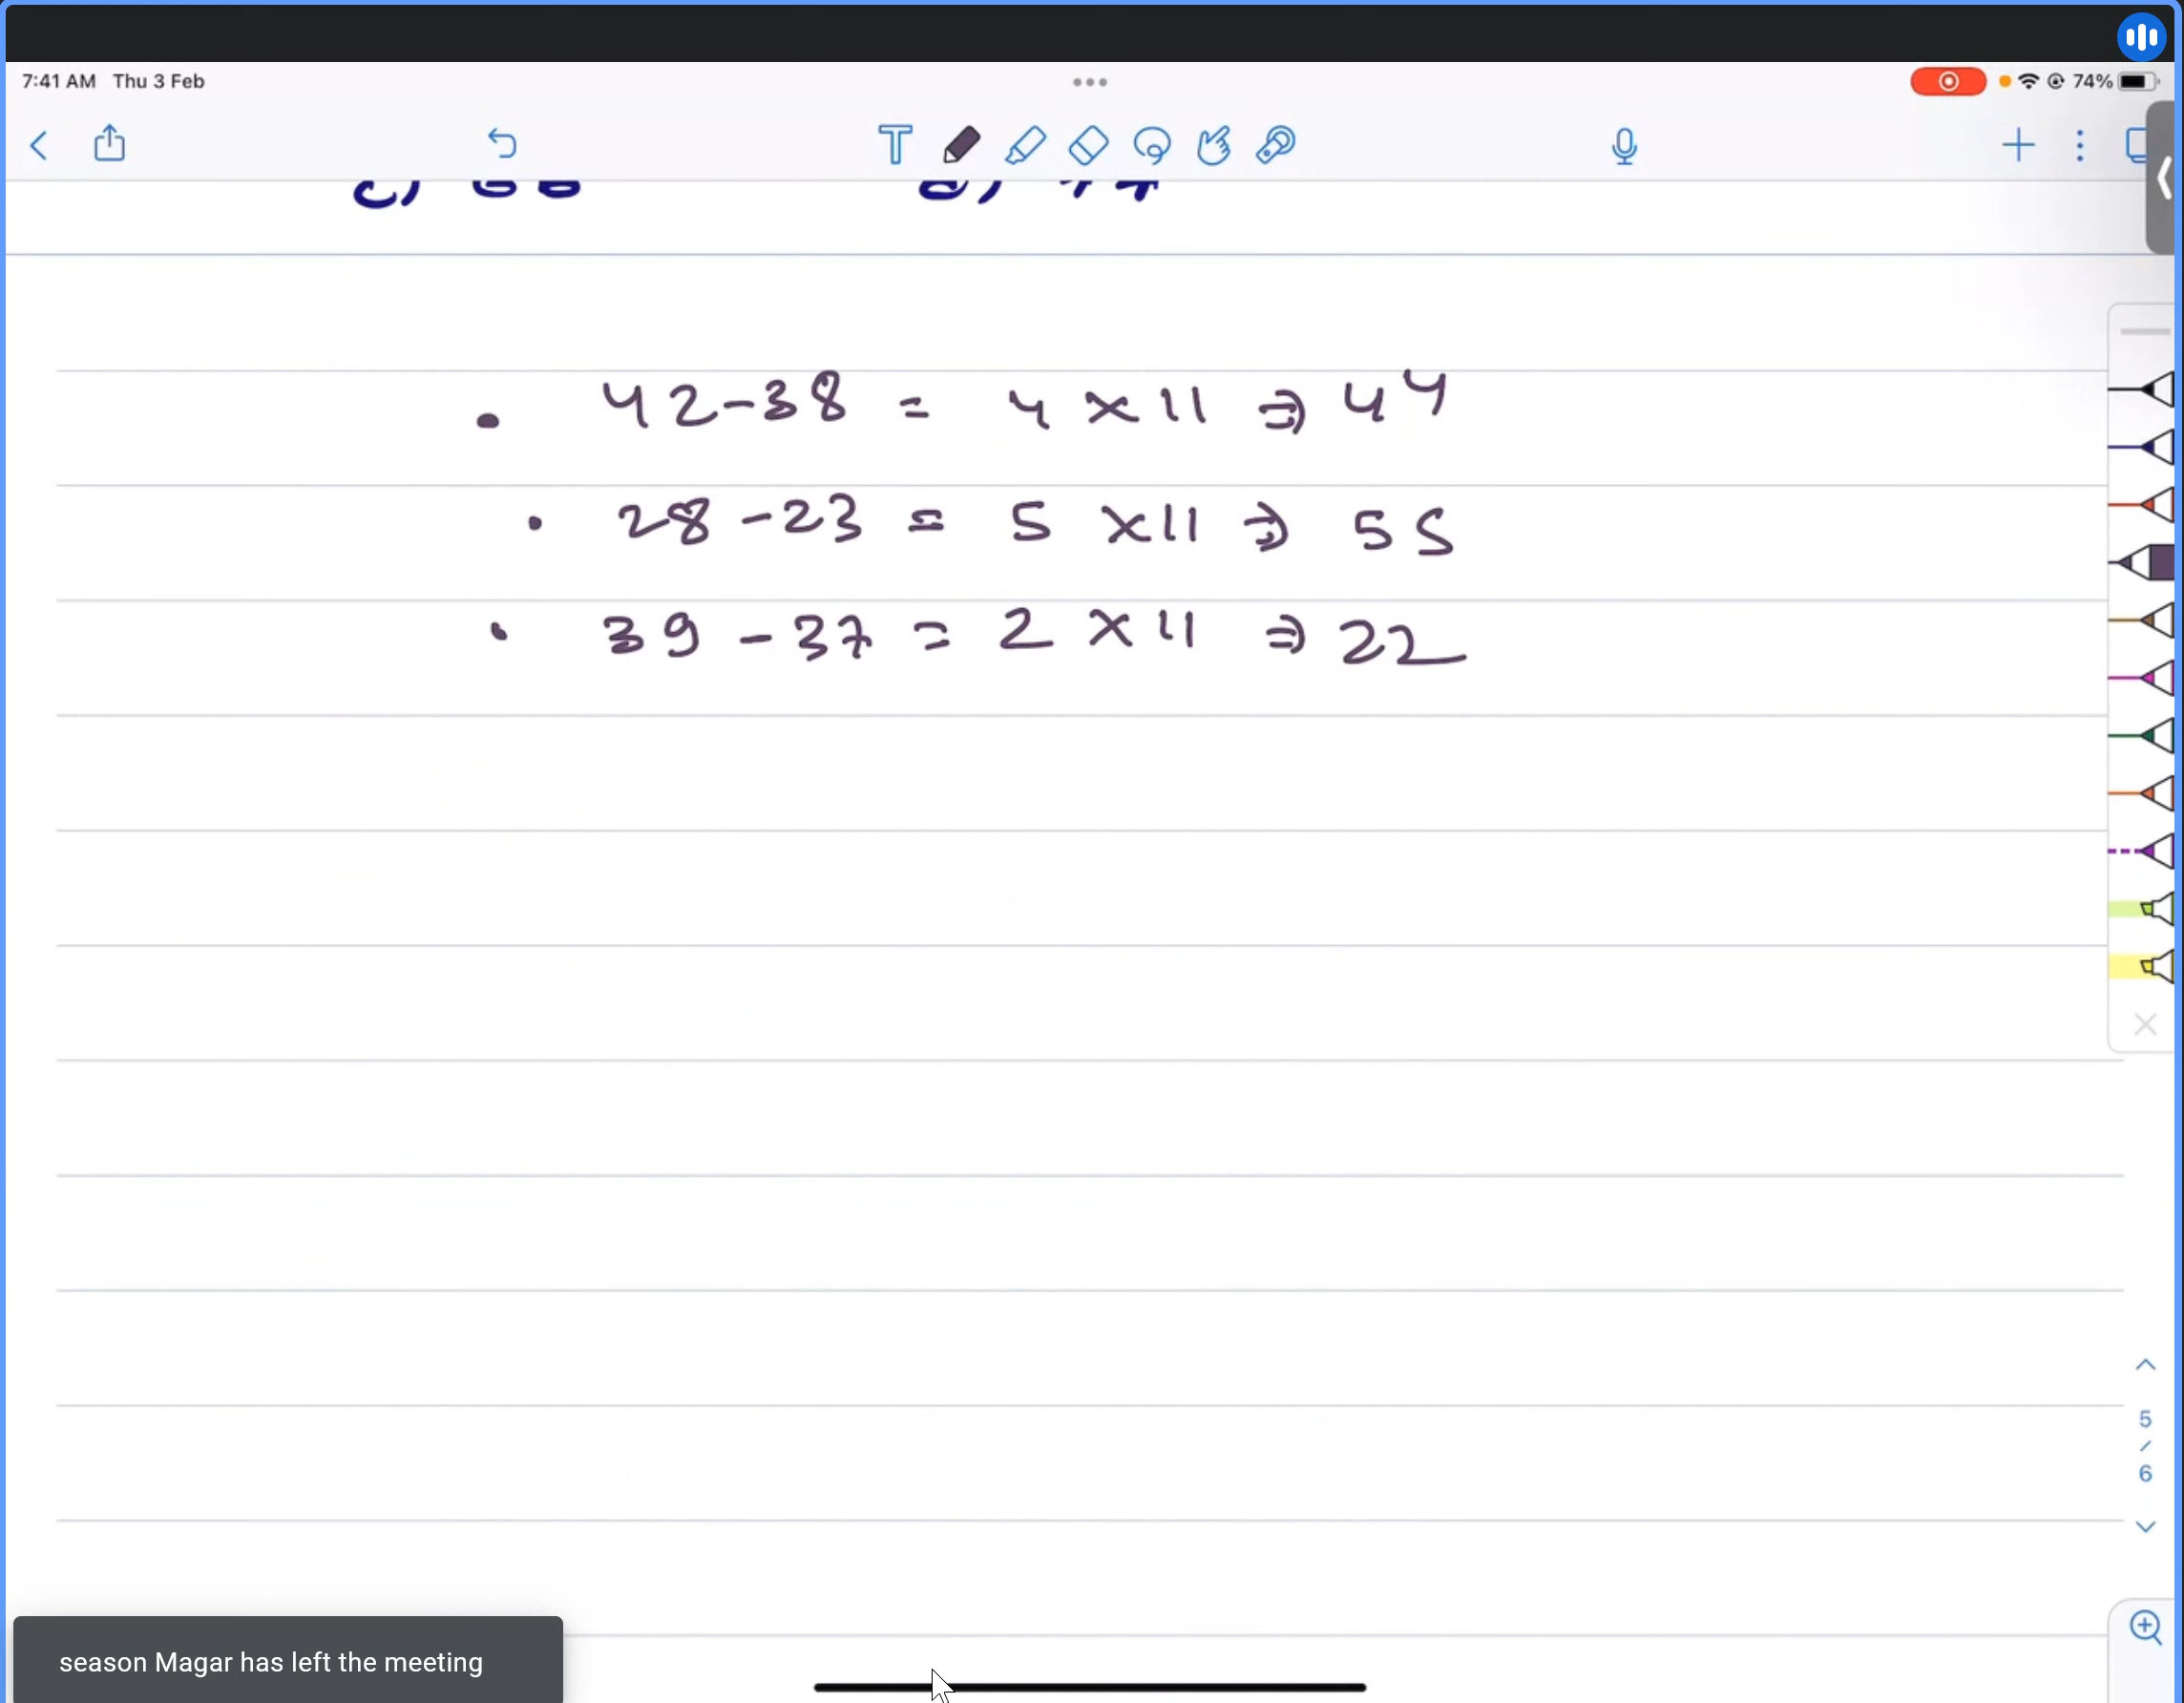 7:41 AM Thu 3 Feb
74%
T
42-38 = 4 × 11 ⇒ 44
28-23 = 5 × 11 ⇒ 55
39-37 = 2 × 11 ⇒ 22
5
/
6
season Magar has left the meeting